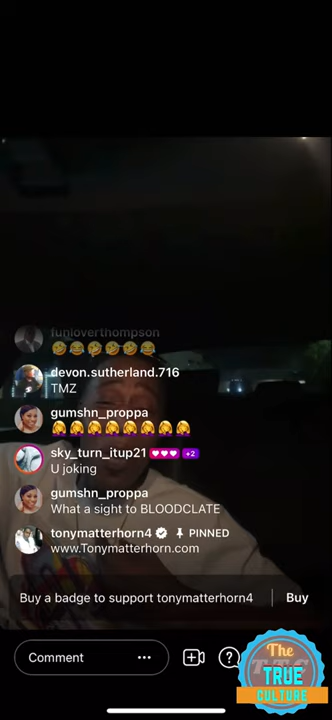 funloverthompson
🤣😂🤣🤣🤣😂
devon.sutherland.716
TMZ
gumshn_proppa
🤦‍♀️🤦‍♀️🤦‍♀️🤦‍♀️🤦‍♀️🤦‍♀️🤦‍♀️🤦‍♀️
sky_turn_itup21 +2
U joking
gumshn_proppa
What a sight to BLOODCLATE
tonymatterhorn4 PINNED
www.Tonymatterhorn.com
Buy a badge to support tonymatterhorn4 Buy
Comment
The
TRUE
CULTURE